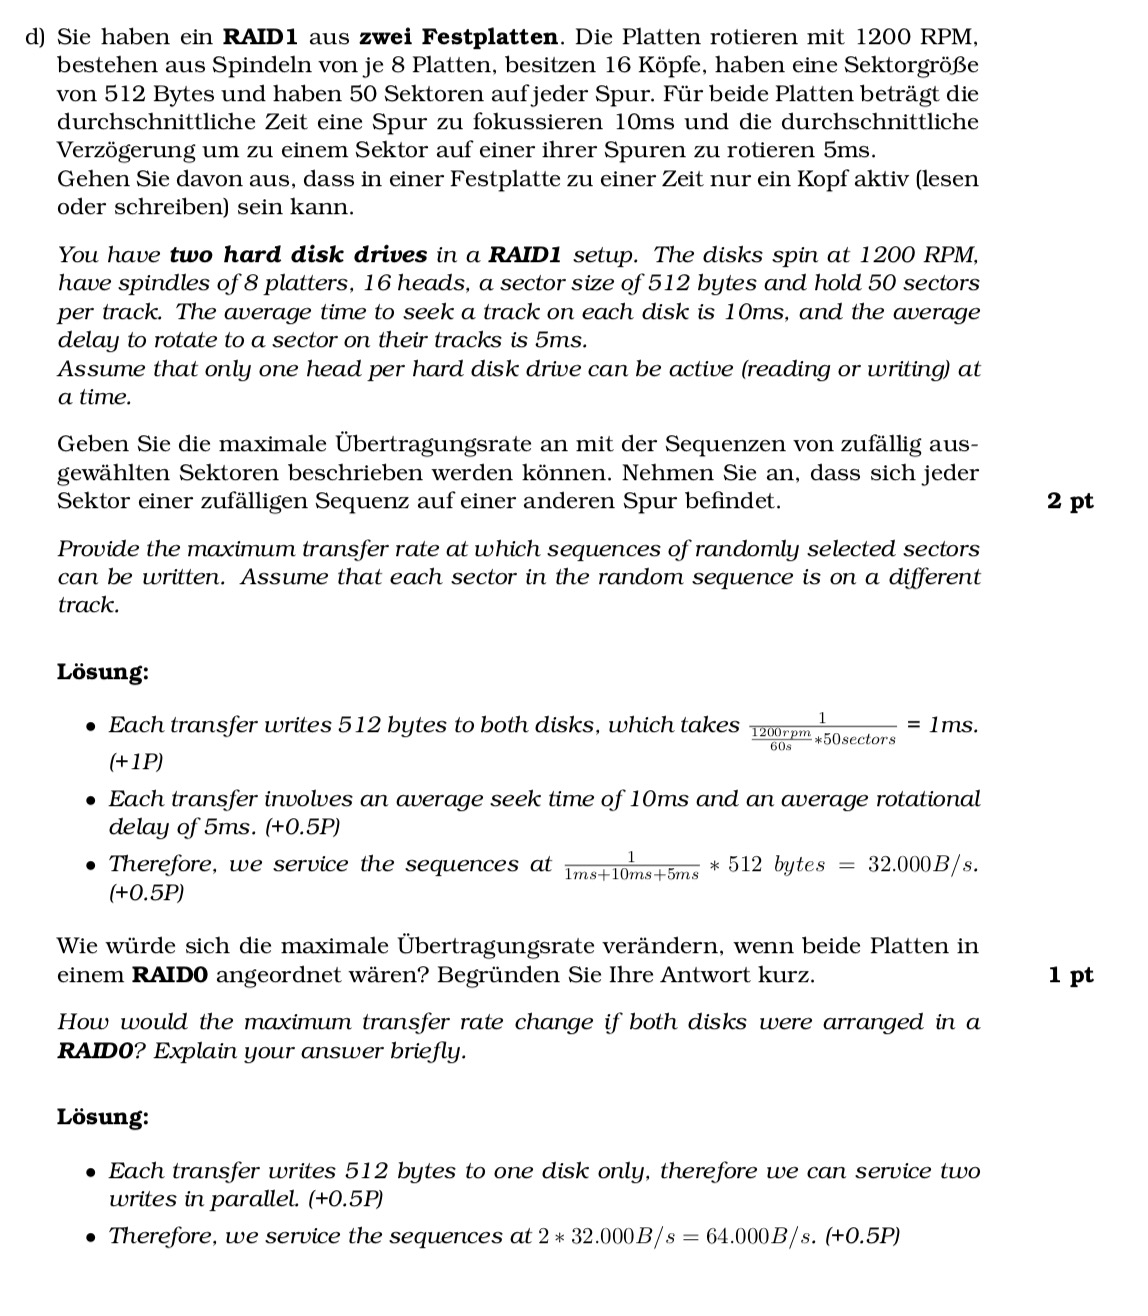 d) Sie haben ein RAID1 aus zwei Festplatten. Die Platten rotieren mit 1200 RPM,
bestehen aus Spindeln von je 8 Platten, besitzen 16 Köpfe, haben eine Sektorgröße
von 512 Bytes und haben 50 Sektoren auf jeder Spur. Für beide Platten beträgt die
durchschnittliche Zeit eine Spur zu fokussieren 10ms und die durchschnittliche
Verzögerung um zu einem Sektor auf einer ihrer Spuren zu rotieren 5ms.
Gehen Sie davon aus, dass in einer Festplatte zu einer Zeit nur ein Kopf aktiv (lesen
oder schreiben) sein kann.
You have two hard disk drives in a RAID1 setup. The disks spin at 1200 RPM,
have spindles of 8 platters, 16 heads, a sector size of 512 bytes and hold 50 sectors
per track. The average time to seek a track on each disk is 10ms, and the average
delay to rotate to a sector on their tracks is 5ms.
Assume that only one head per hard disk drive can be active (reading or writing) at
a time.
Geben Sie die maximale Übertragungsrate an mit der Sequenzen von zufällig aus-
gewählten Sektoren beschrieben werden können. Nehmen Sie an, dass sich jeder
Sektor einer zufälligen Sequenz auf einer anderen Spur befindet. 2 pt
Provide the maximum transfer rate at which sequences of randomly selected sectors
can be written. Assume that each sector in the random sequence is on a different
track.
Lösung:
• Each transfer writes 512 bytes to both disks, which takes \frac{1}{\frac{1200rpm}{60s}*50sectors} = 1ms.
(+1P)
• Each transfer involves an average seek time of 10ms and an average rotational
delay of 5ms. (+0.5P)
• Therefore, we service the sequences at \frac{1}{1ms+10ms+5ms} * 512 bytes = 32.000B/s.
(+0.5P)
Wie würde sich die maximale Übertragungsrate verändern, wenn beide Platten in
einem RAID0 angeordnet wären? Begründen Sie Ihre Antwort kurz. 1 pt
How would the maximum transfer rate change if both disks were arranged in a
RAID0? Explain your answer briefly.
Lösung:
• Each transfer writes 512 bytes to one disk only, therefore we can service two
writes in parallel. (+0.5P)
• Therefore, we service the sequences at 2 * 32.000B/s = 64.000B/s. (+0.5P)